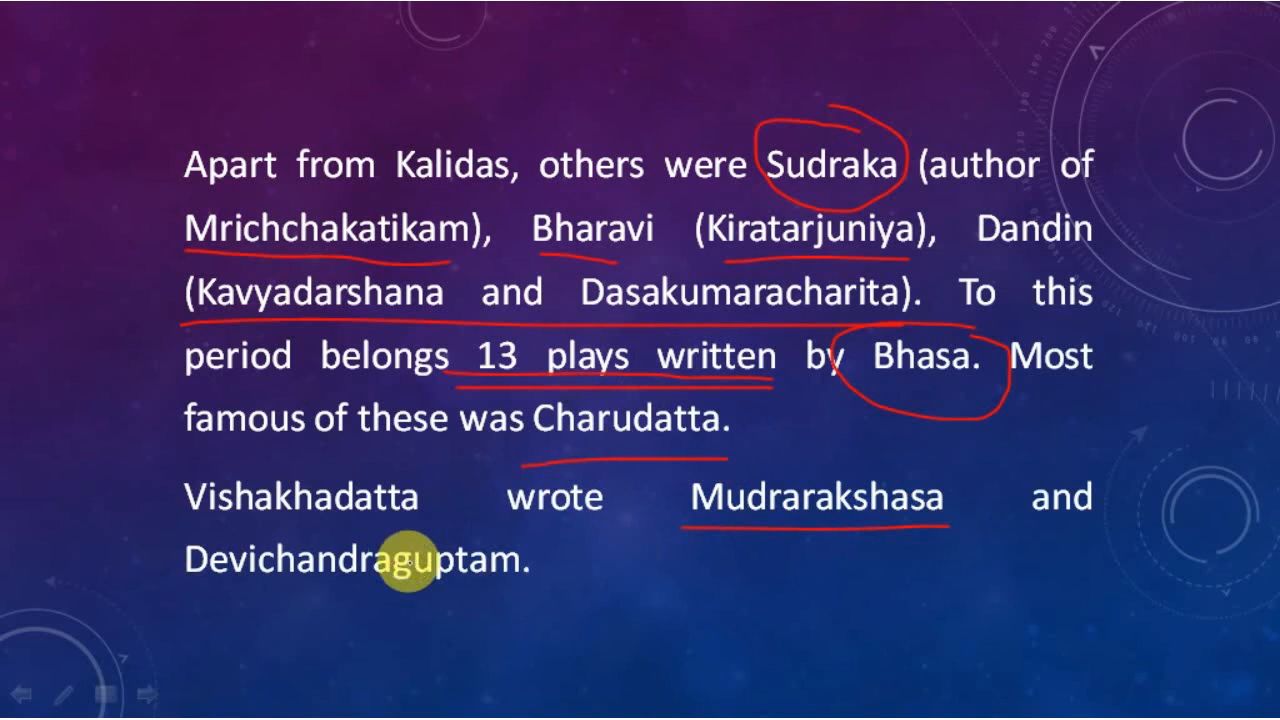 Apart from Kalidas, others were Sudraka (author of
Mrichchakatikam), Bharavi (Kiratarjuniya), Dandin
(Kavyadarshana and Dasakumaracharita). To this
period belongs 13 plays written by Bhasa. Most
famous of these was Charudatta.
Vishakhadatta wrote Mudrarakshasa and
Devichandraguptam.